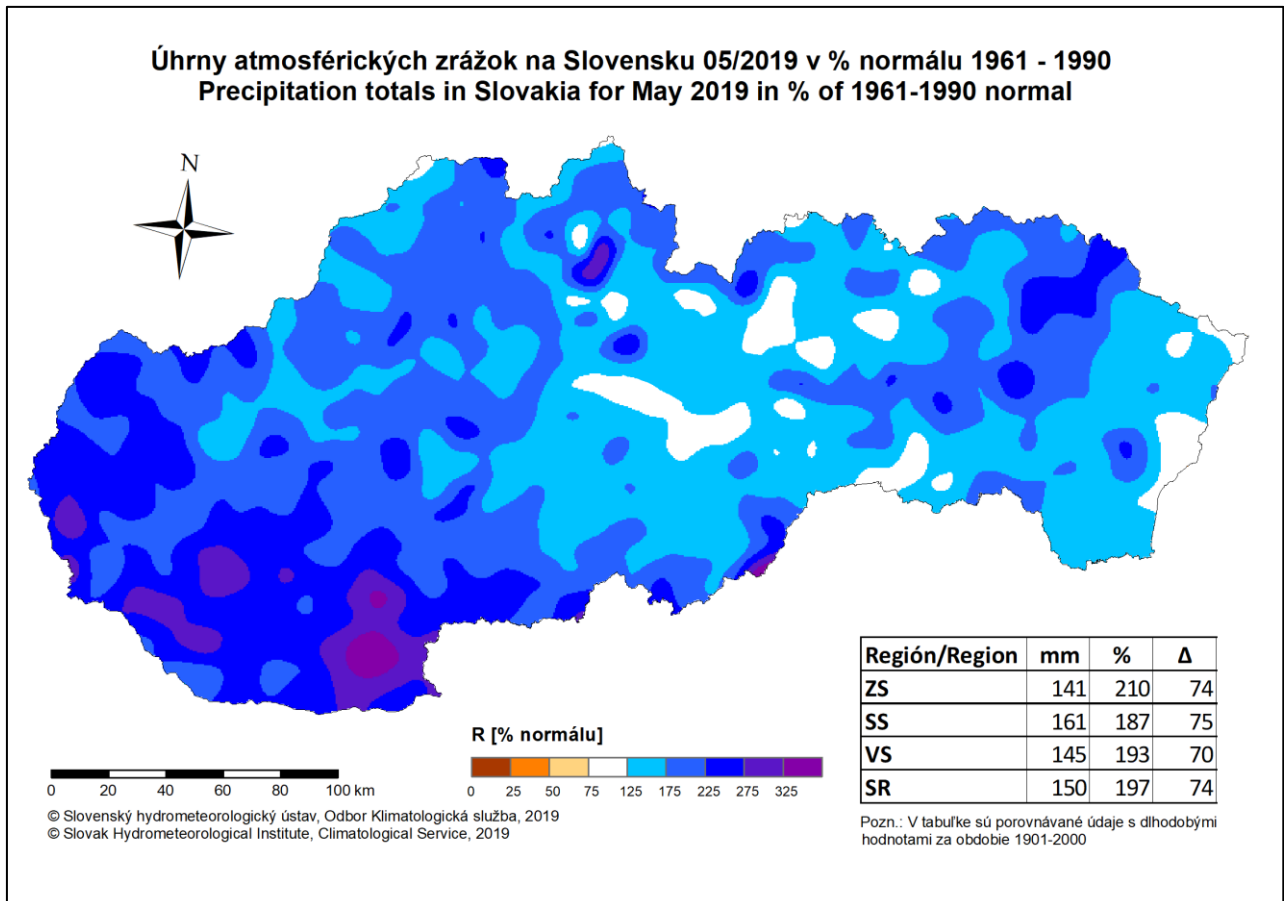 Úhrny atmosférických zrážok na Slovensku 05/2019 v % normálu 1961 - 1990
Precipitation totals in Slovakia for May 2019 in % of 1961-1990 normal
N
Región/Region mm % Δ
ZS 141 210 74
SS 161 187 75
VS 145 193 70
SR 150 197 74
Pozn.: V tabuľke sú porovnávané údaje s dlhodobými
hodnotami za obdobie 1901-2000
R [% normálu]
0 25 50 75 125 175 225 275 325
0 20 40 60 80 100 km
© Slovenský hydrometeorologický ústav, Odbor Klimatologická služba, 2019
© Slovak Hydrometeorological Institute, Climatological Service, 2019